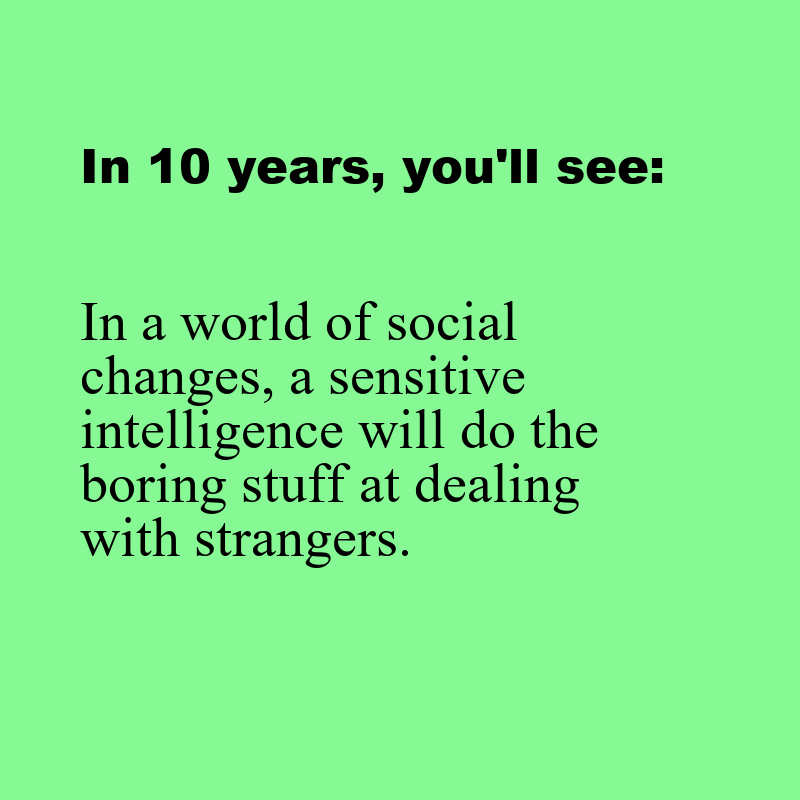 In 10 years, you'll see:
In a world of social
changes, a sensitive
intelligence will do the
boring stuff at dealing
with strangers.